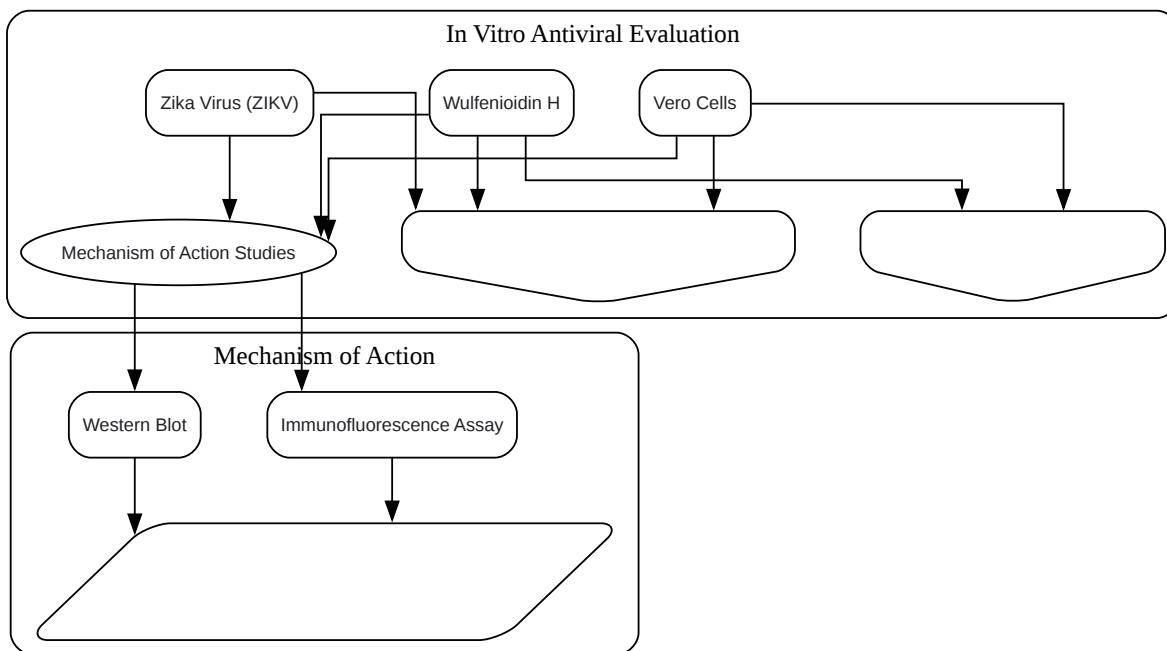 In Vitro Antiviral Evaluation
Zika Virus (ZIKV)
Wulfenioidin H
Vero Cells
Mechanism of Action Studies
Mechanism of Action
Western Blot
Immunofluorescence Assay